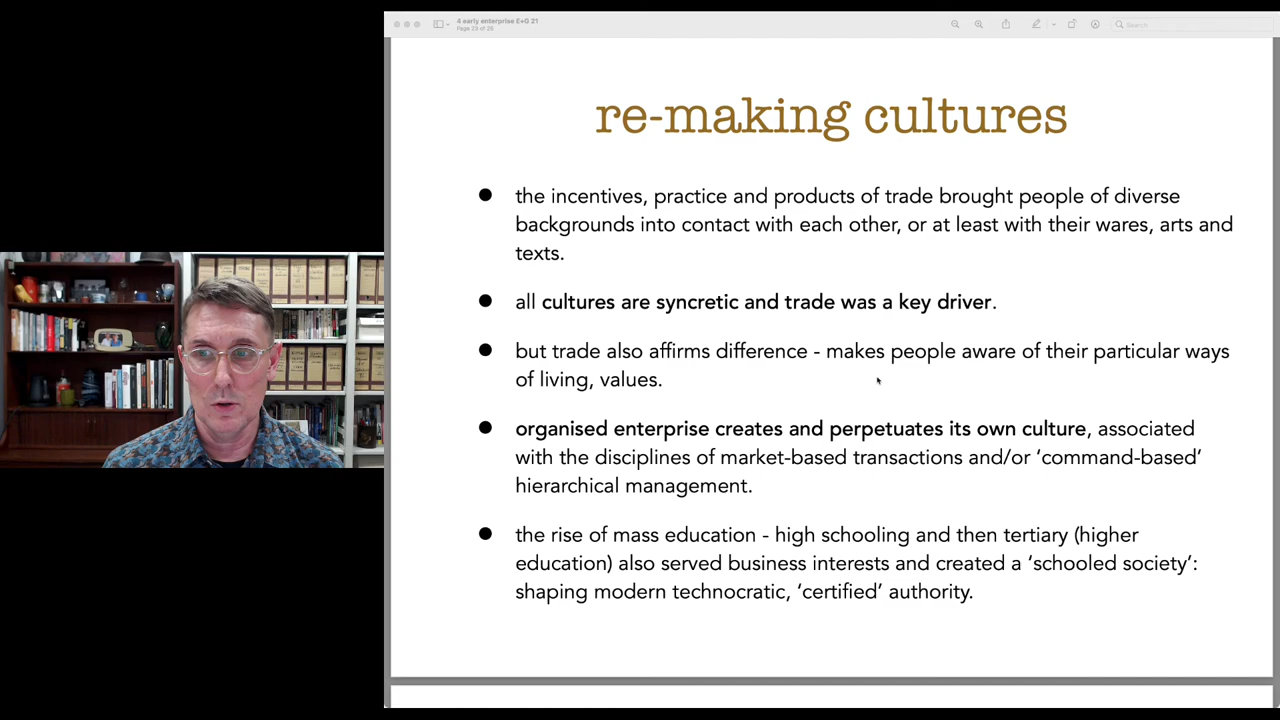 4 early enterprise E+G 21
Page 23 of 26
Search
re-making cultures
● the incentives, practice and products of trade brought people of diverse
backgrounds into contact with each other, or at least with their wares, arts and
texts.
● all cultures are syncretic and trade was a key driver.
● but trade also affirms difference - makes people aware of their particular ways
of living, values.
● organised enterprise creates and perpetuates its own culture, associated
with the disciplines of market-based transactions and/or ‘command-based’
hierarchical management.
● the rise of mass education - high schooling and then tertiary (higher
education) also served business interests and created a ‘schooled society’:
shaping modern technocratic, ‘certified’ authority.